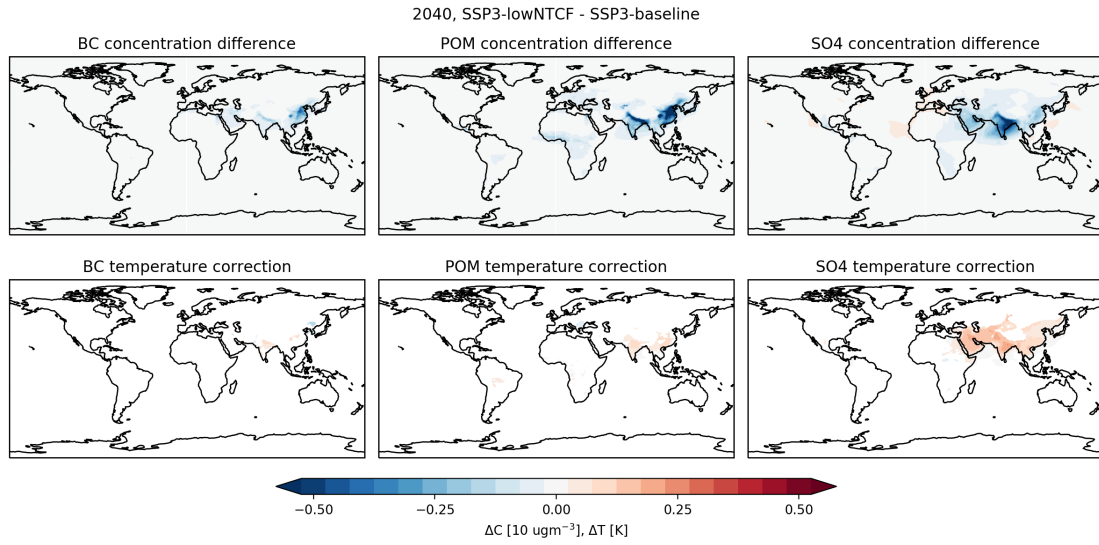 2040, SSP3-lowNTCF - SSP3-baseline
BC concentration difference
POM concentration difference
SO4 concentration difference
BC temperature correction
POM temperature correction
SO4 temperature correction
−0.50 −0.25 0.00 0.25 0.50
ΔC [10 ugm⁻³], ΔT [K]